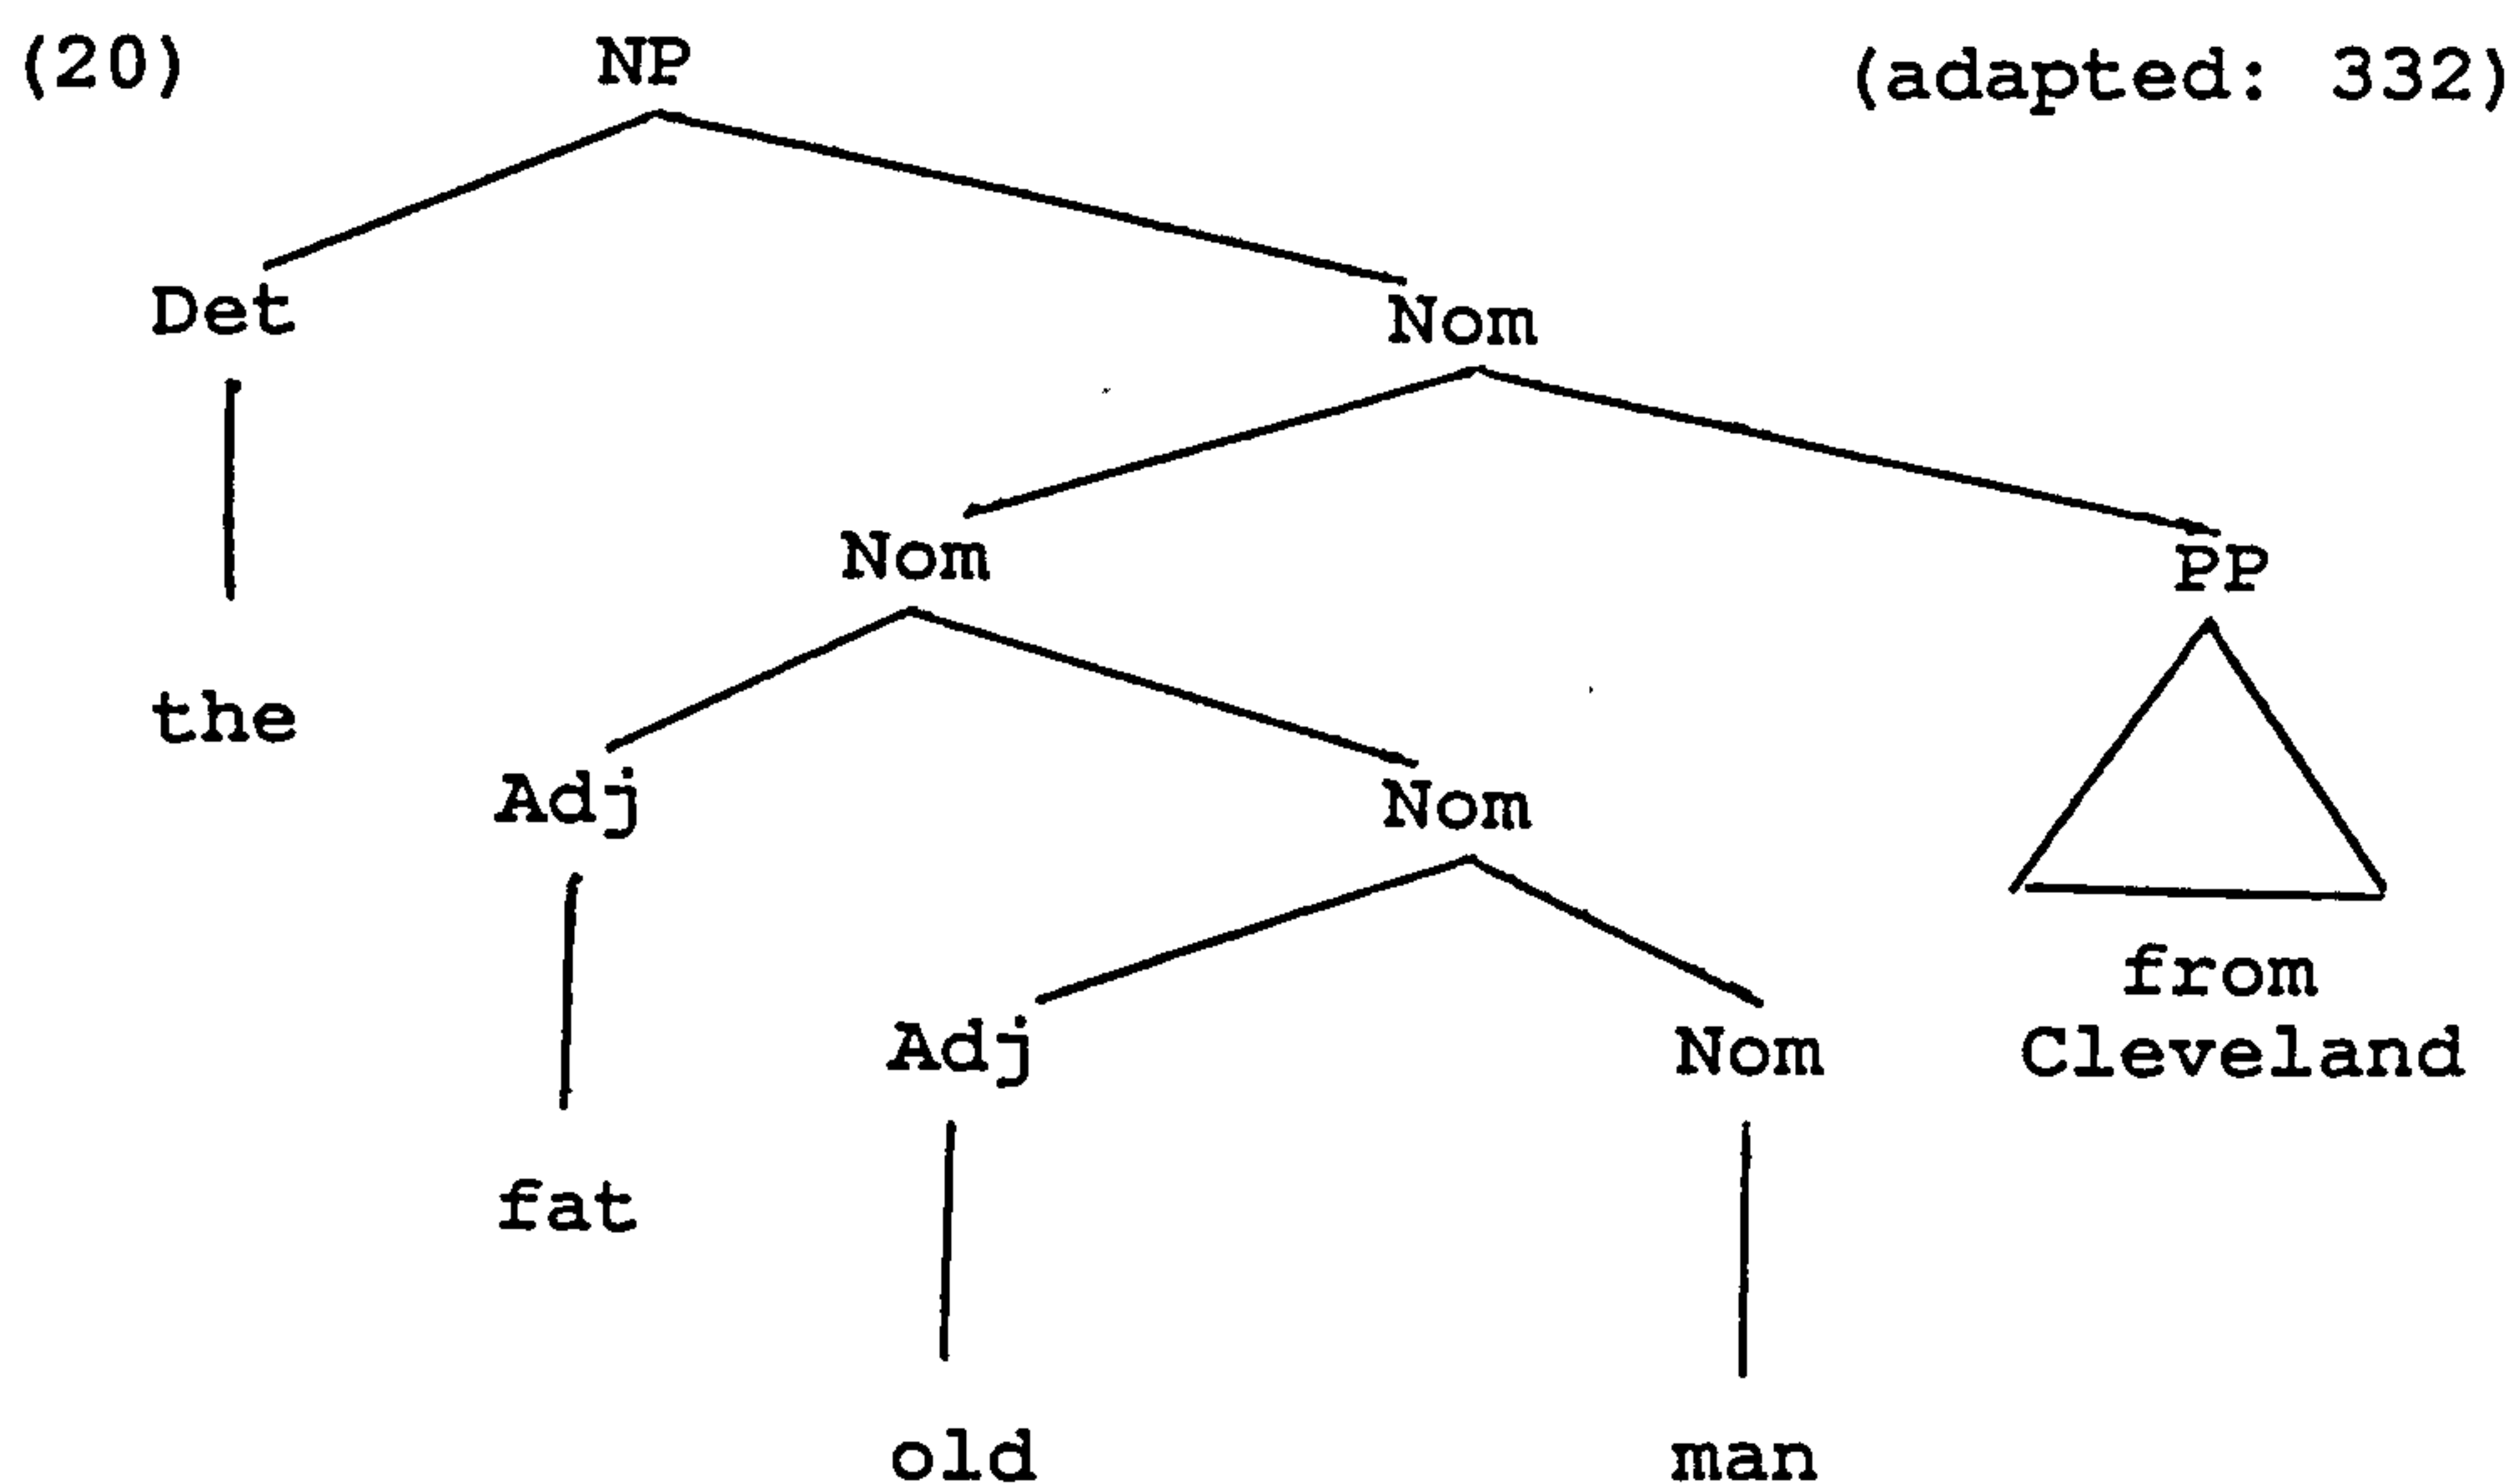 (20) NP (adapted: 332)
Det Nom
Nom PP
the Adj Nom
from
Adj Nom Cleveland
fat
old man